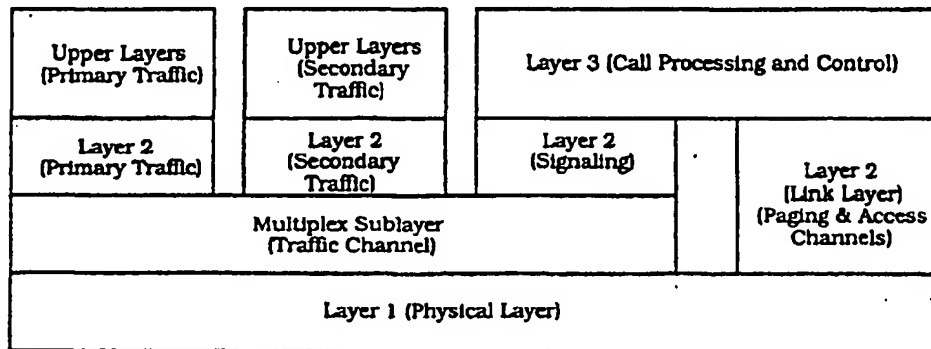 Upper Layers
(Primary Traffic)
Upper Layers
(Secondary
Traffic)
Layer 3 (Call Processing and Control)
Layer 2
(Primary Traffic)
Layer 2
(Secondary
Traffic)
Layer 2
(Signaling)
Layer 2
(Link Layer)
(Paging & Access
Channels)
Multiplex Sublayer
(Traffic Channel)
Layer 1 (Physical Layer)